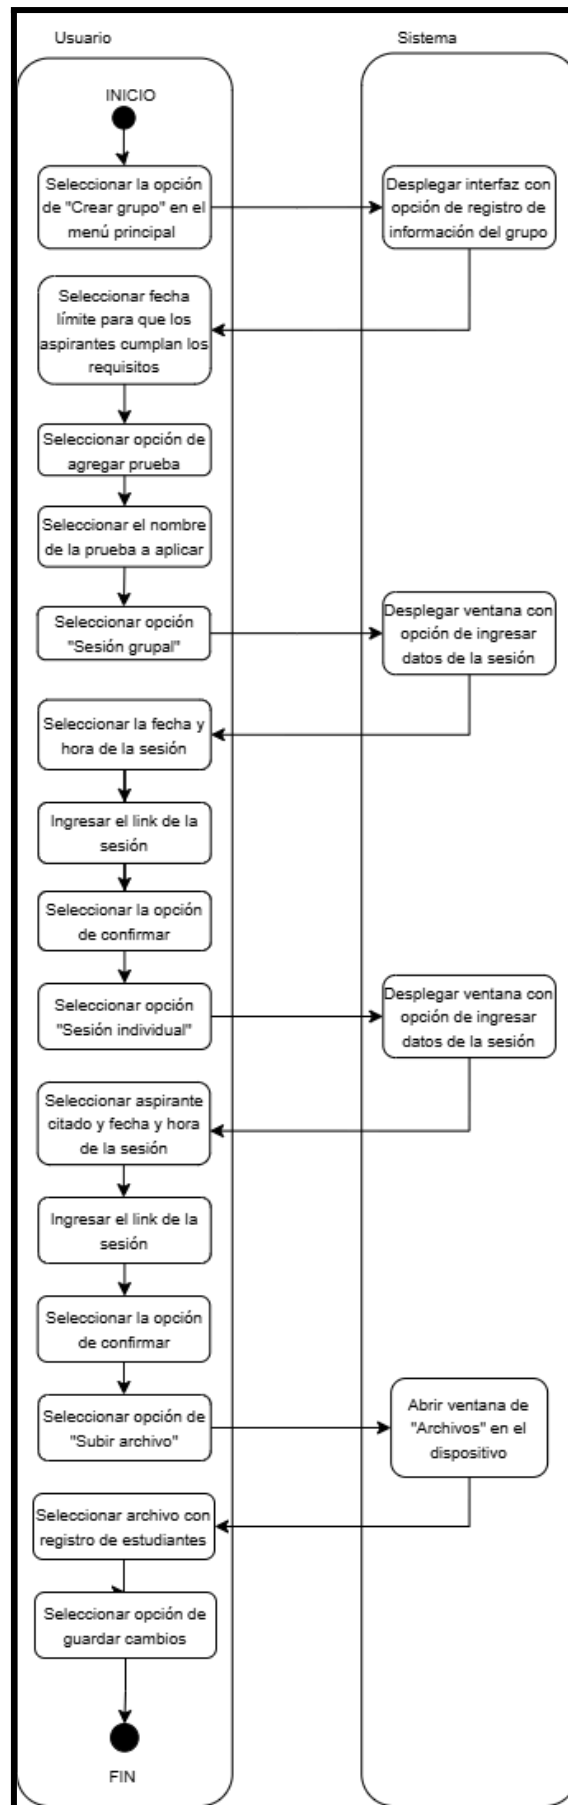 Usuario
Sistema
INICIO
Seleccionar la opción
de "Crear grupo" en el
menú principal
Desplegar interfaz con
opción de registro de
información del grupo
Seleccionar fecha
límite para que los
aspirantes cumplan los
requisitos
Seleccionar opción de
agregar prueba
Seleccionar el nombre
de la prueba a aplicar
Seleccionar opción
"Sesión grupal"
Desplegar ventana con
opción de ingresar
datos de la sesión
Seleccionar la fecha y
hora de la sesión
Ingresar el link de la
sesión
Seleccionar la opción
de confirmar
Seleccionar opción
"Sesión individual"
Desplegar ventana con
opción de ingresar
datos de la sesión
Seleccionar aspirante
citado y fecha y hora
de la sesión
Ingresar el link de la
sesión
Seleccionar la opción
de confirmar
Seleccionar opción de
"Subir archivo"
Abrir ventana de
"Archivos" en el
dispositivo
Seleccionar archivo con
registro de estudiantes
Seleccionar opción de
guardar cambios
FIN